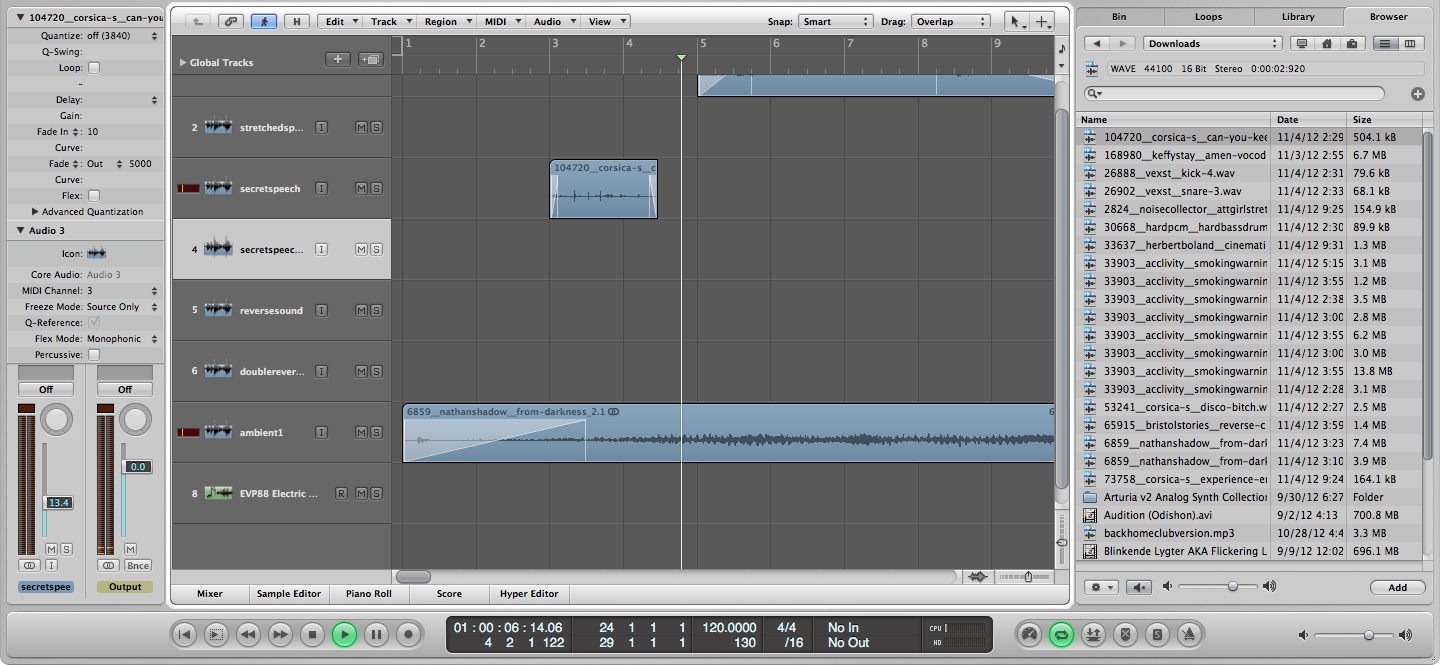 104720__corsica-s__can-you
Quantize: off (3840)
Q-Swing:
Loop:
Delay:
Gain:
Fade In : 10
Curve:
Fade : Out 5000
Curve:
Flex:
Advanced Quantization
Audio 3
Icon:
Core Audio: Audio 3
MIDI Channel: 3
Freeze Mode: Source Only
Q-Reference:
Flex Mode: Monophonic
Percussive:
Off Off
13.4 0.0
M S M
I Bnce
secretspee Output
H Edit Track Region MIDI Audio View Snap: Smart Drag: Overlap
Global Tracks
1 2 3 4 5 6 7 8 9
2 stretchedsp... I M S
secretspeech I M S
104720__corsica-s__c
4 secretspeec... I M S
5 reversesound I M S
6 doublerever... I M S
ambient1 I M S
6859__nathanshadow__from-darkness_2.1 6
8 EVP88 Electric ... R M S
Mixer Sample Editor Piano Roll Score Hyper Editor
Bin Loops Library Browser
Downloads
WAVE 44100 16 Bit Stereo 0:00:02:920
Name Date Size
104720__corsica-s__can-you-kee 11/4/12 2:29 504.1 kB
168980__keffystay__amen-vocod 11/3/12 2:55 6.7 MB
26888__vexst__kick-4.wav 11/4/12 2:31 79.6 kB
26902__vexst__snare-3.wav 11/4/12 2:33 68.1 kB
2824__noisecollector__attgirlstret 11/4/12 9:25 154.9 kB
30668__hardpcm__hardbassdrum 11/4/12 2:30 89.9 kB
33637__herbertboland__cinemati 11/4/12 9:31 1.3 MB
33903__acclivity__smokingwarnin 11/4/12 5:15 3.1 MB
33903__acclivity__smokingwarnin 11/4/12 3:55 1.2 MB
33903__acclivity__smokingwarnin 11/4/12 2:38 3.5 MB
33903__acclivity__smokingwarnin 11/4/12 3:00 2.8 MB
33903__acclivity__smokingwarnin 11/4/12 3:55 6.2 MB
33903__acclivity__smokingwarnin 11/4/12 3:00 3.0 MB
33903__acclivity__smokingwarnin 11/4/12 3:55 13.8 MB
33903__acclivity__smokingwarnin 11/4/12 2:28 3.1 MB
53241__corsica-s__disco-bitch.w 11/4/12 2:27 2.5 MB
65915__bristolstories__reverse-c 11/4/12 3:59 1.4 MB
6859__nathanshadow__from-dark 11/4/12 3:23 7.4 MB
6859__nathanshadow__from-dark 11/4/12 3:10 3.9 MB
73758__corsica-s__experience-er 11/4/12 9:24 164.1 kB
Arturia v2 Analog Synth Collection 9/30/12 6:27 Folder
Audition (Odishon).avi 9/2/12 4:13 700.8 MB
backhomeclubversion.mp3 10/28/12 4:4 3.3 MB
Blinkende Lygter AKA Flickering L 9/9/12 12:02 696.1 MB
Add
01 : 00 : 06 : 14.06 24 1 1 1 120.0000 4/4 No In CPU
4 2 1 122 29 1 1 1 130 /16 No Out HD
S